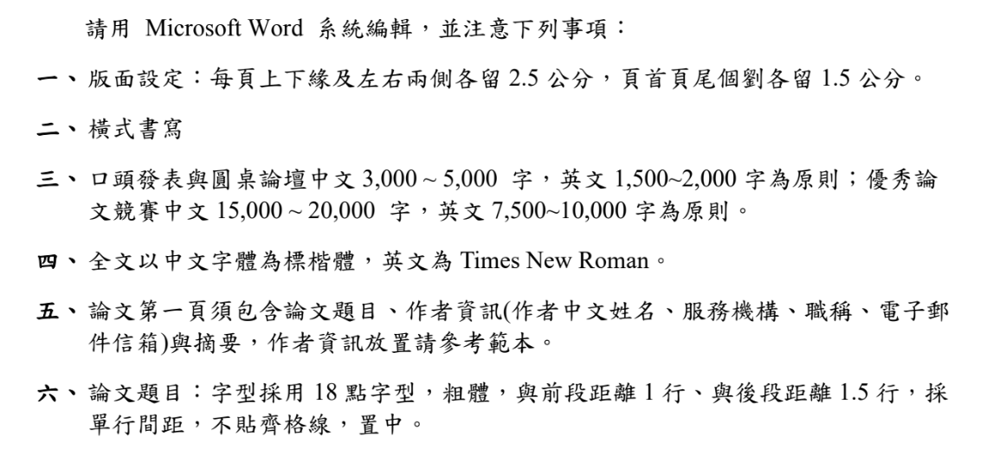 請用 Microsoft Word 系統編輯，並注意下列事項：
一、版面設定：每頁上下緣及左右兩側各留 2.5 公分，頁首頁尾個劉各留 1.5 公分。
二、橫式書寫
三、口頭發表與圓桌論壇中文 3,000 ~ 5,000 字，英文 1,500~2,000 字為原則；優秀論
文競賽中文 15,000 ~ 20,000 字，英文 7,500~10,000 字為原則。
四、全文以中文字體為標楷體，英文為 Times New Roman。
五、論文第一頁須包含論文題目、作者資訊(作者中文姓名、服務機構、職稱、電子郵
件信箱)與摘要，作者資訊放置請參考範本。
六、論文題目：字型採用 18 點字型，粗體，與前段距離 1 行、與後段距離 1.5 行，採
單行間距，不貼齊格線，置中。